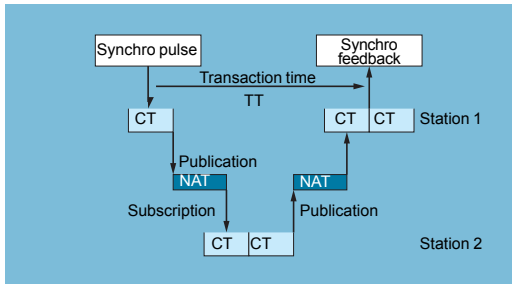 Synchro pulse
Synchro
feedback
Transaction time
TT
CT
CT CT
Station 1
Publication
NAT
NAT
Subscription
Publication
CT CT
Station 2